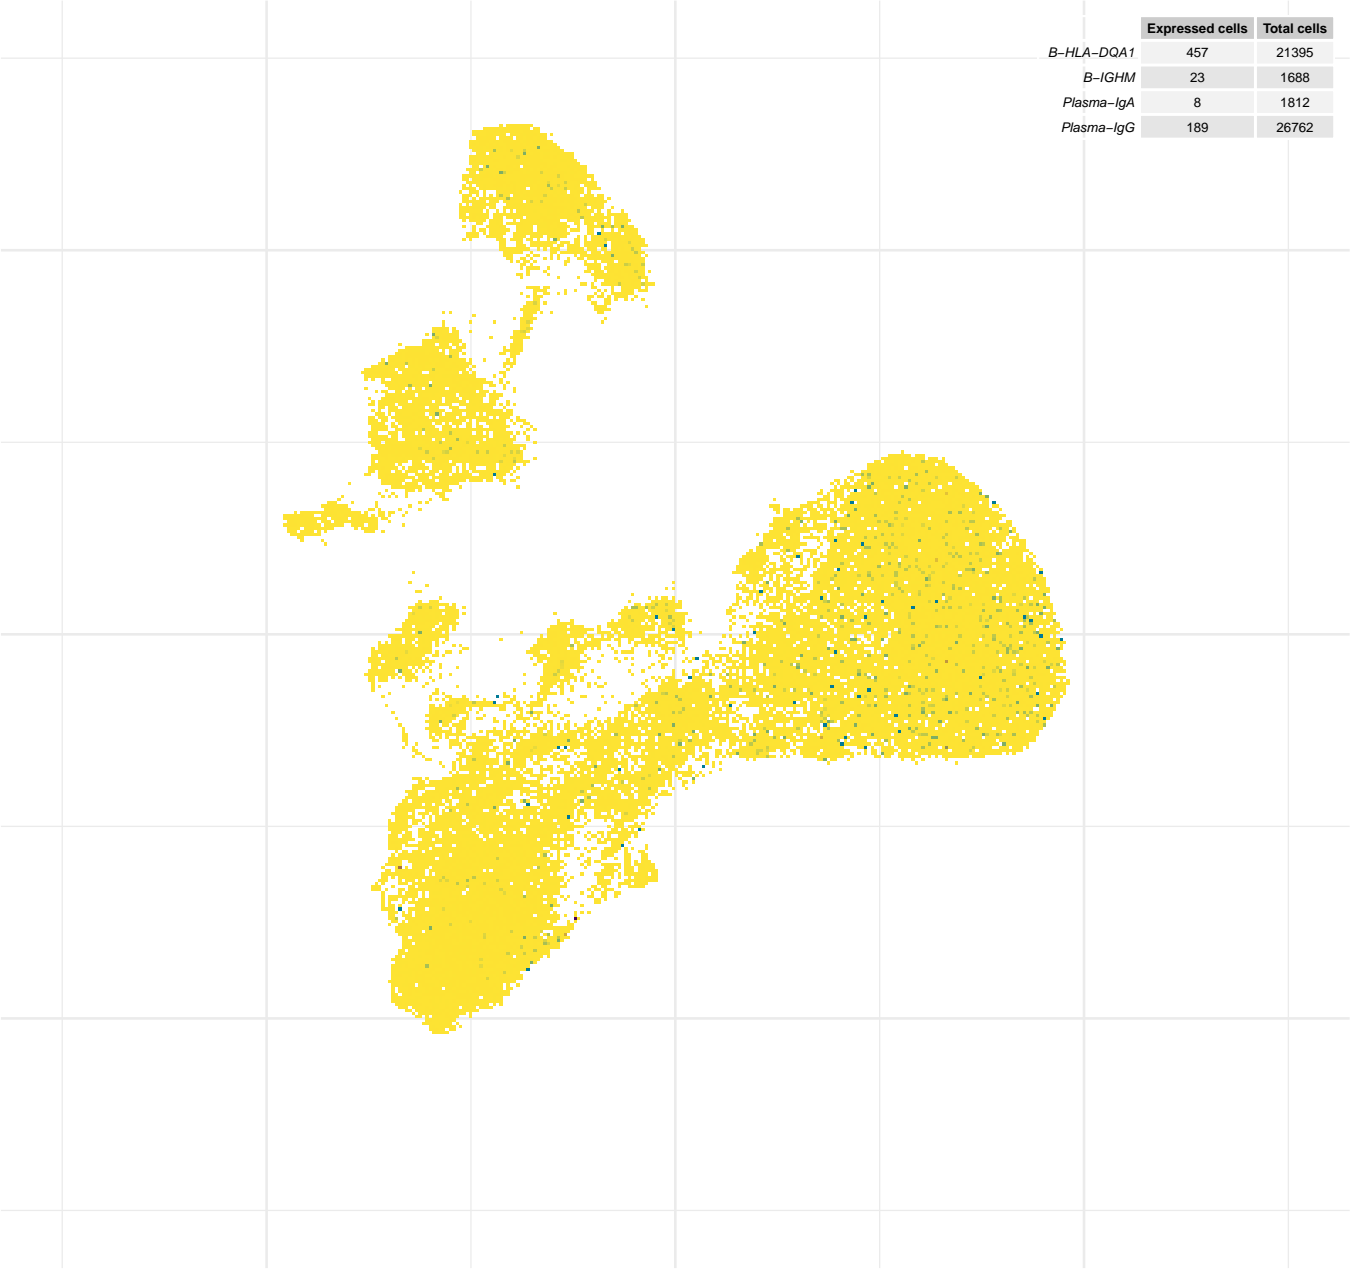 Expressed cells Total cells
B−HLA−DQA1 457 21395
B−IGHM 23 1688
Plasma−IgA 8 1812
Plasma−IgG 189 26762